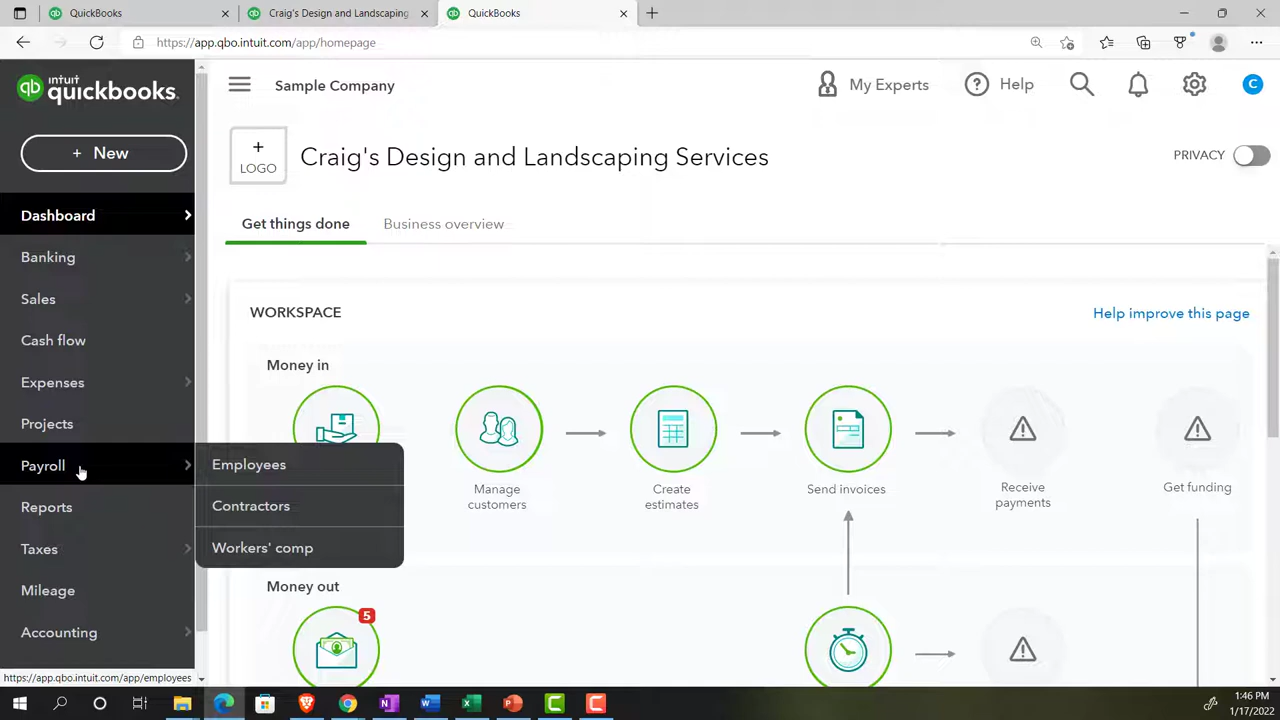 QuickBooks
Craig's Design and Landscaping
QuickBooks
https://app.qbo.intuit.com/app/homepage
intuit
quickbooks.
qb
Sample Company
My Experts
Help
C
+ New
+
LOGO
Craig's Design and Landscaping Services
PRIVACY
Dashboard
Get things done
Business overview
Banking
Sales
Cash flow
Expenses
Projects
Payroll
Reports
Taxes
Mileage
Accounting
Employees
Contractors
Workers' comp
WORKSPACE
Help improve this page
Money in
Manage
customers
Create
estimates
Send invoices
Receive
payments
Get funding
Money out
5
https://app.qbo.intuit.com/app/employees
1:46 PM
1/17/2022